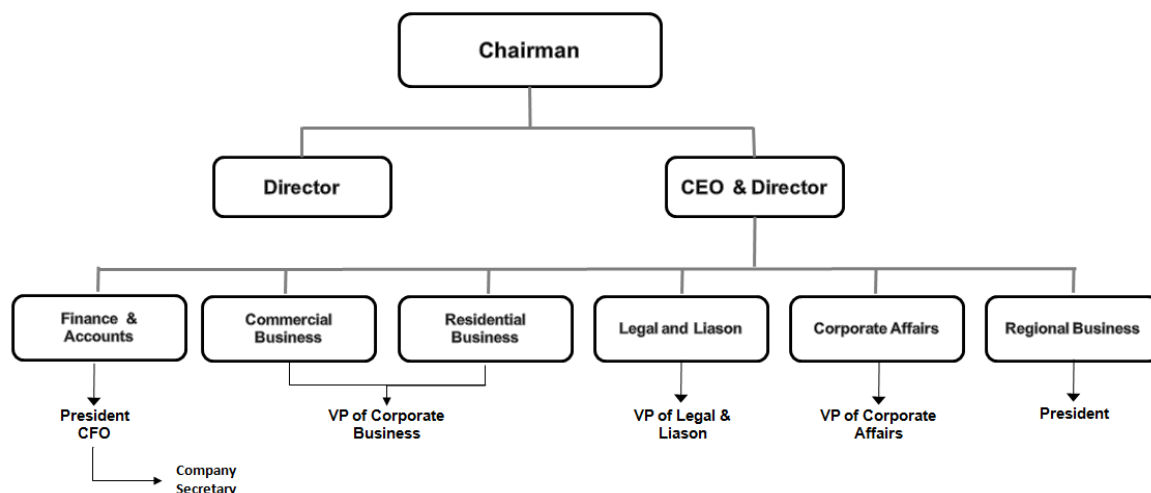 Chairman
Director
CEO & Director
Finance &
Accounts
Commercial
Business
Residential
Business
Legal and Liason
Corporate Affairs
Regional Business
President
CFO
VP of Corporate
Business
VP of Legal &
Liason
VP of Corporate
Affairs
President
Company
Secretary